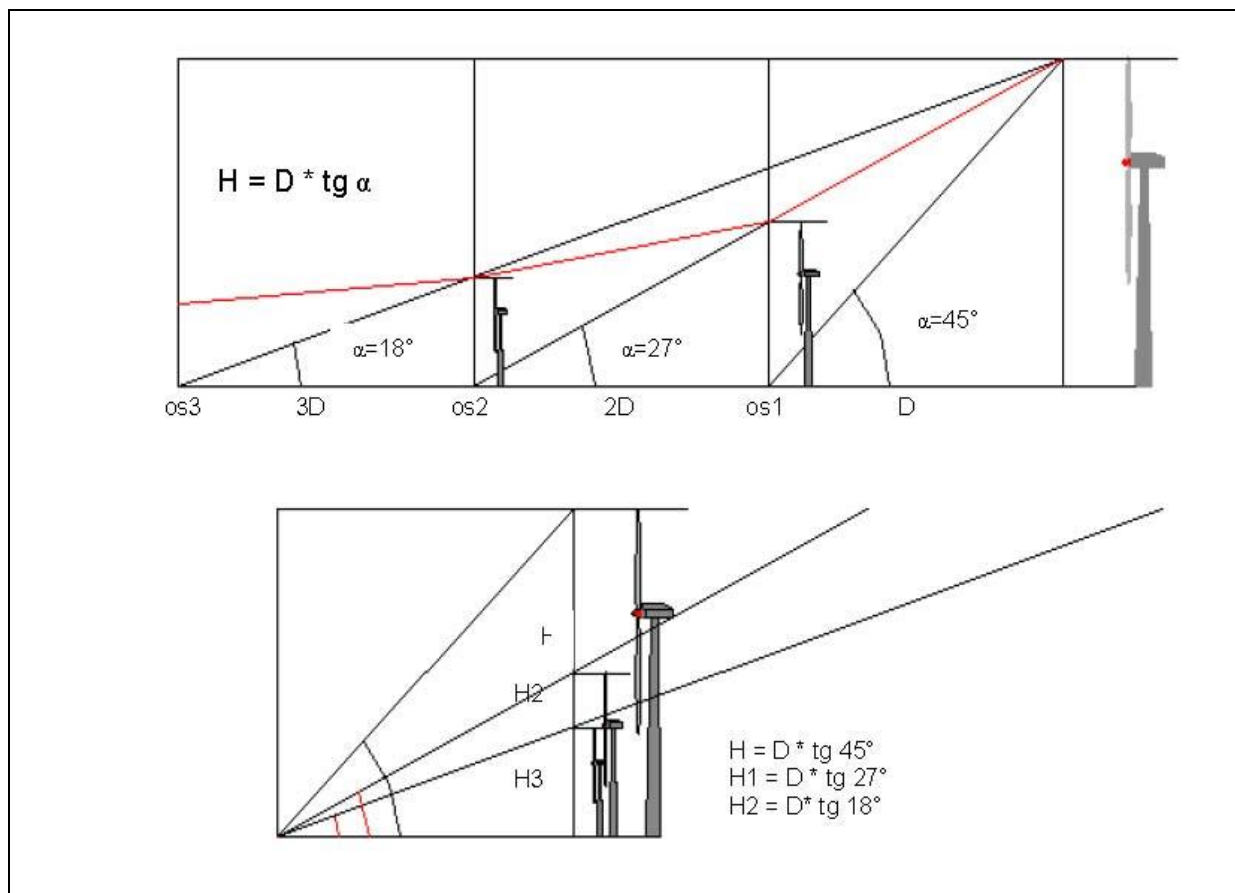 H = D * tg α
α=18°
α=27°
α=45°
os3 3D os2 2D os1 D
H
H2
H3
H = D * tg 45°
H1 = D * tg 27°
H2 = D* tg 18°